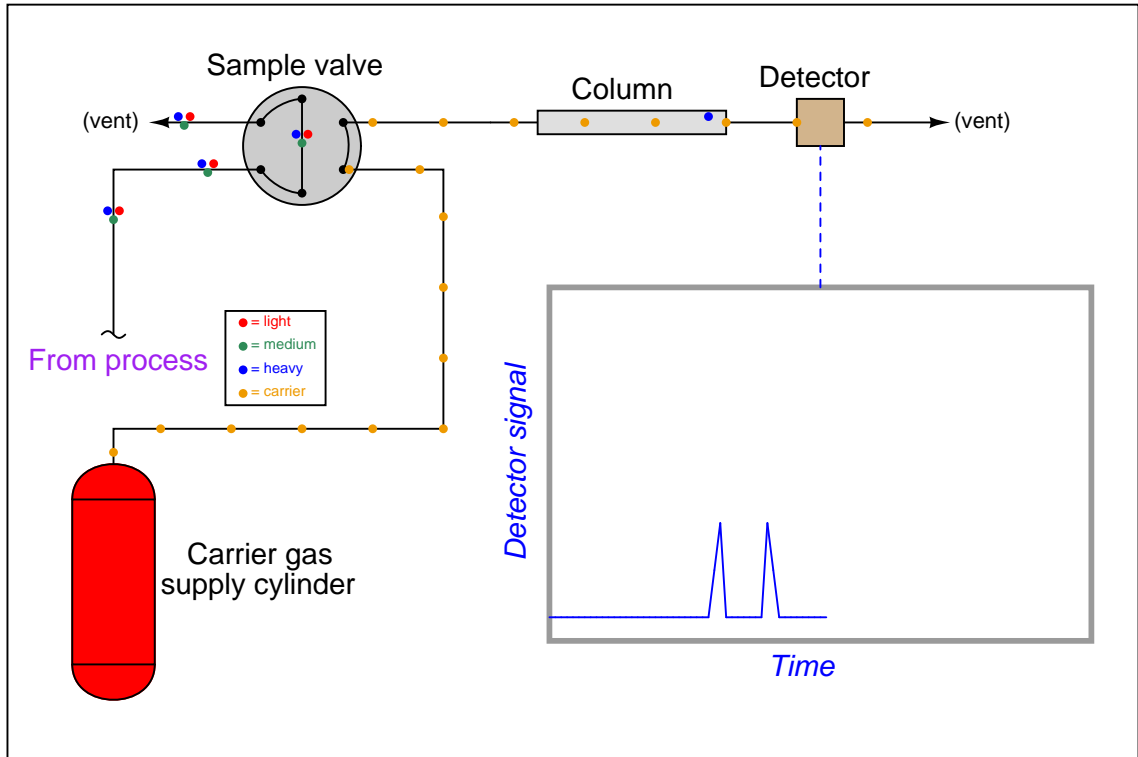 Sample valve
Column
Detector
(vent)
(vent)
= light
= medium
= heavy
= carrier
From process
Detector signal
Carrier gas
supply cylinder
Time